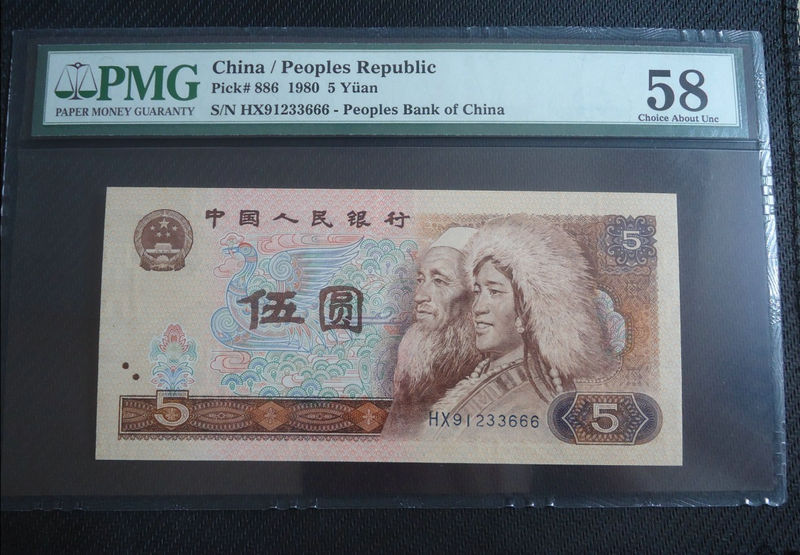 PMG
PAPER MONEY GUARANTY
China / Peoples Republic
Pick# 886 1980 5 Yüan
S/N HX91233666 - Peoples Bank of China
58
Choice About Unc
中国人民银行
5
伍圆
5
HX91233666
5